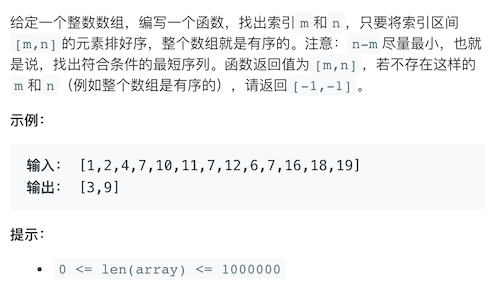 给定一个整数数组，编写一个函数，找出索引 m 和 n ，只要将索引区间
[m,n] 的元素排好序，整个数组就是有序的。注意：n-m 尽量最小，也就
是说，找出符合条件的最短序列。函数返回值为 [m,n] ，若不存在这样的
m 和 n （例如整个数组是有序的），请返回 [-1,-1] 。
示例：
输入： [1,2,4,7,10,11,7,12,6,7,16,18,19]
输出： [3,9]
提示：
• 0 <= len(array) <= 1000000